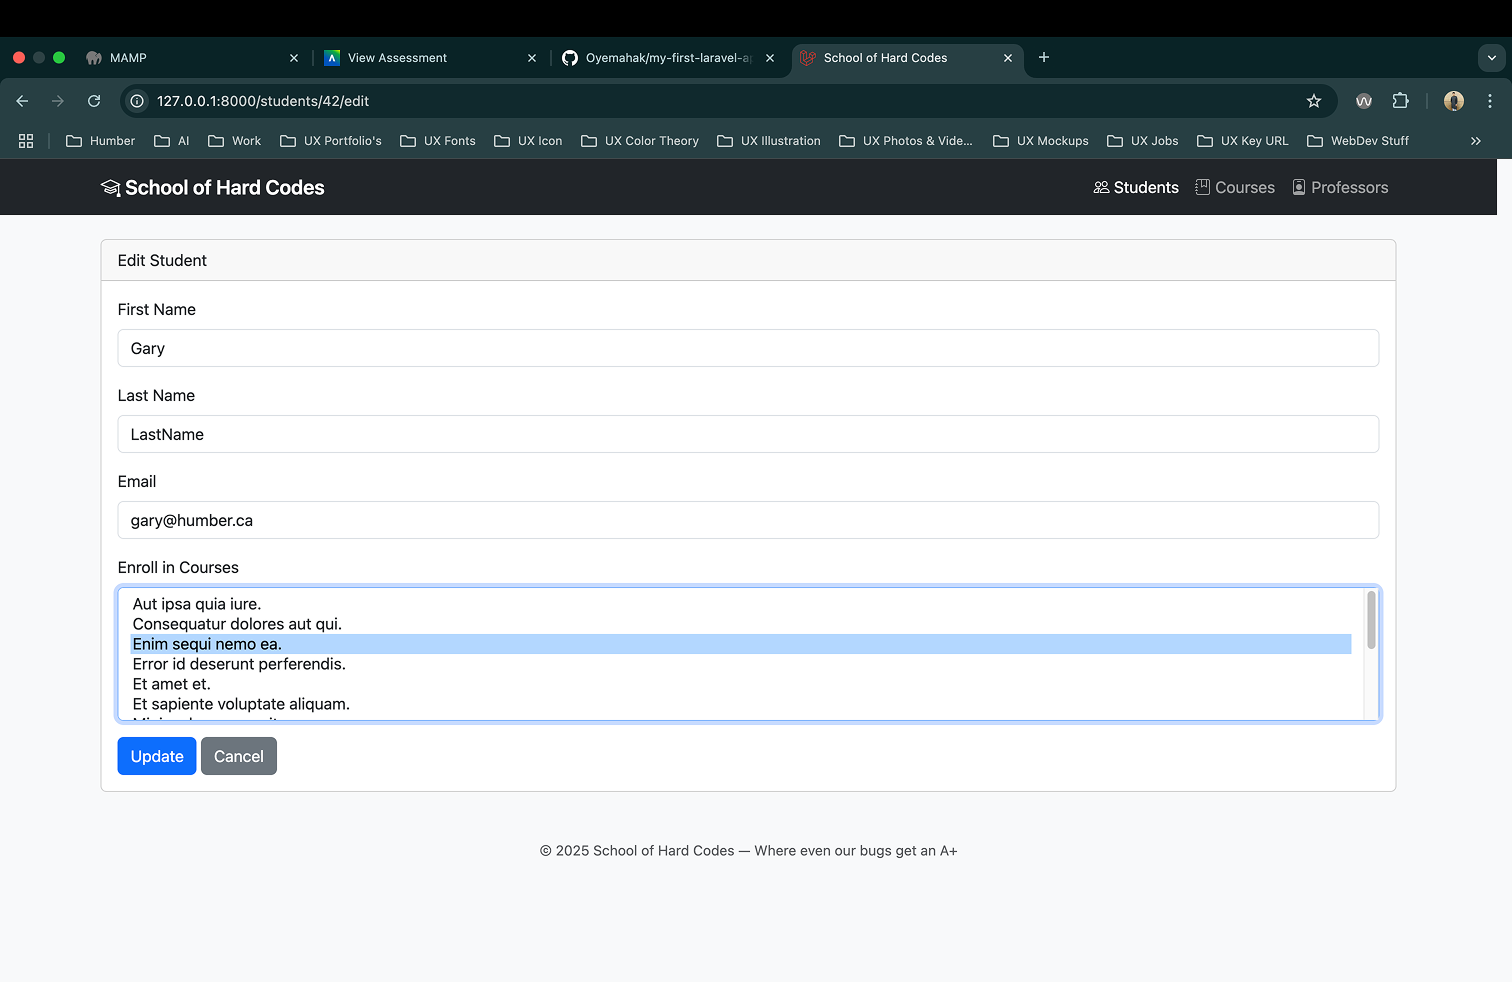 MAMP
View Assessment
Oyemahak/my-first-laravel-ap
School of Hard Codes
127.0.0.1:8000/students/42/edit
Humber
AI
Work
UX Portfolio's
UX Fonts
UX Icon
UX Color Theory
UX Illustration
UX Photos & Vide...
UX Mockups
UX Jobs
UX Key URL
WebDev Stuff
School of Hard Codes
Students
Courses
Professors
Edit Student
First Name
Gary
Last Name
LastName
Email
gary@humber.ca
Enroll in Courses
Aut ipsa quia iure.
Consequatur dolores aut qui.
Enim sequi nemo ea.
Error id deserunt perferendis.
Et amet et.
Et sapiente voluptate aliquam.
Update
Cancel
© 2025 School of Hard Codes — Where even our bugs get an A+